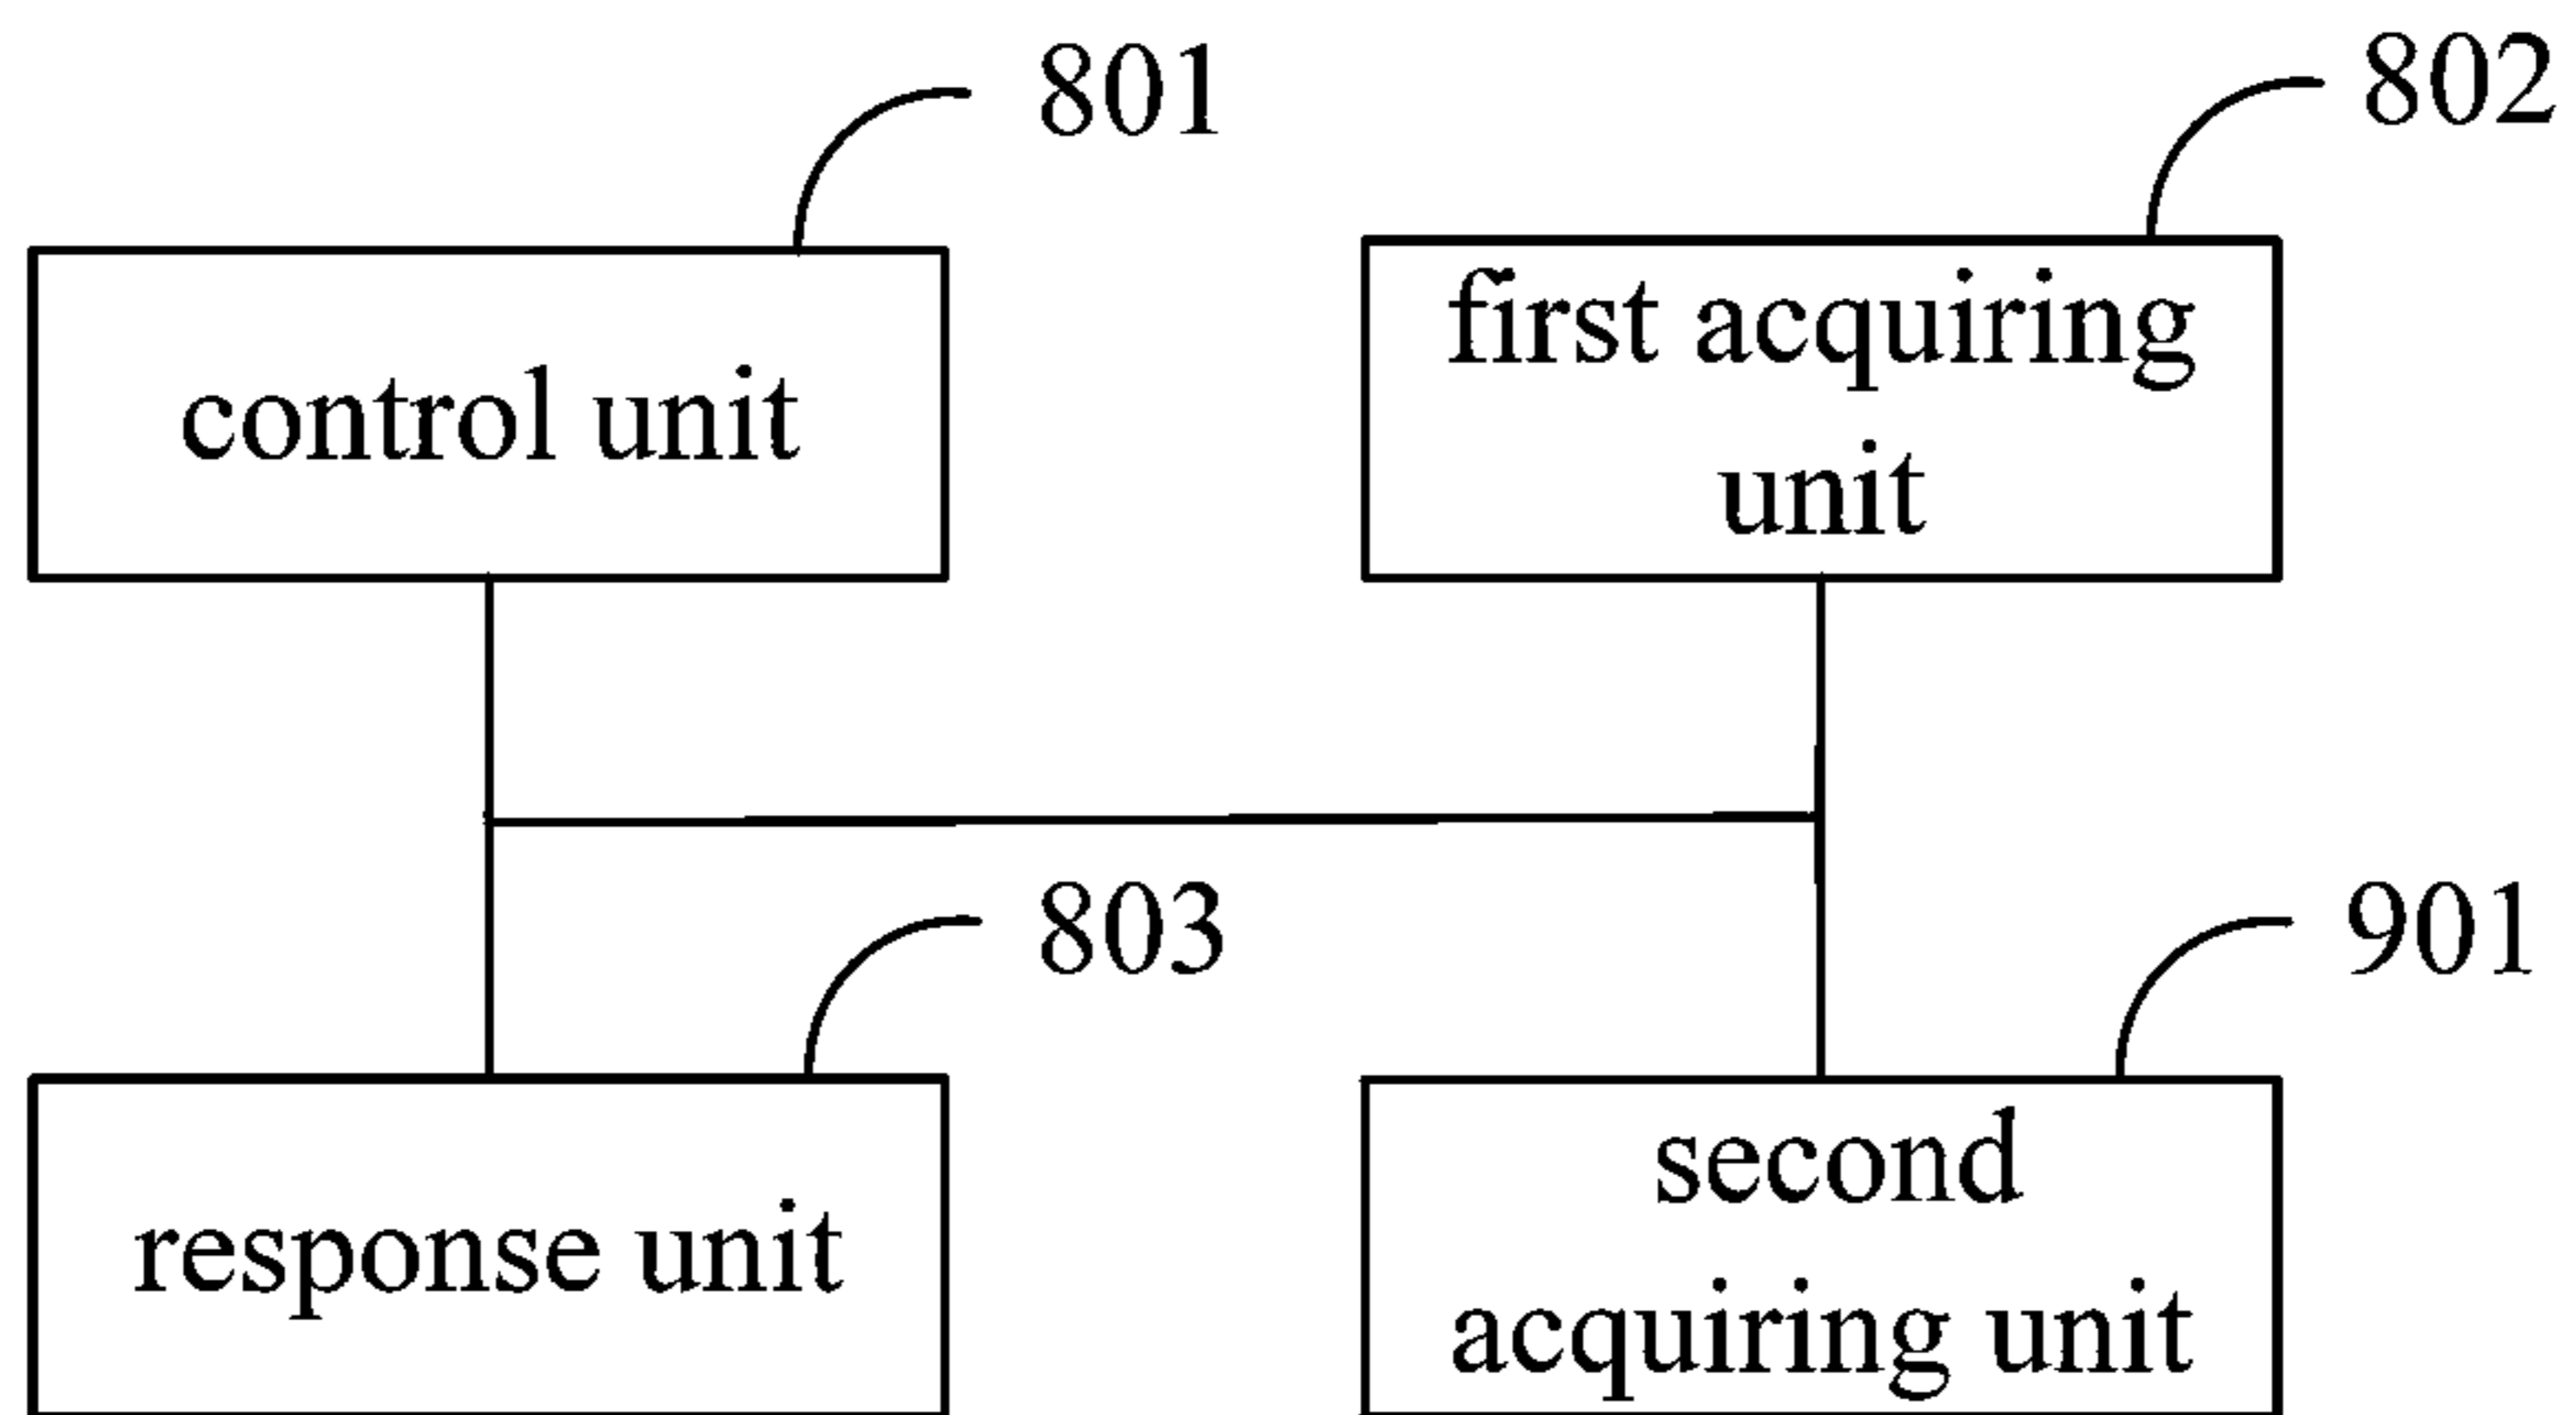 801
802
control unit
first acquiring
unit
803
901
response unit
second
acquiring unit